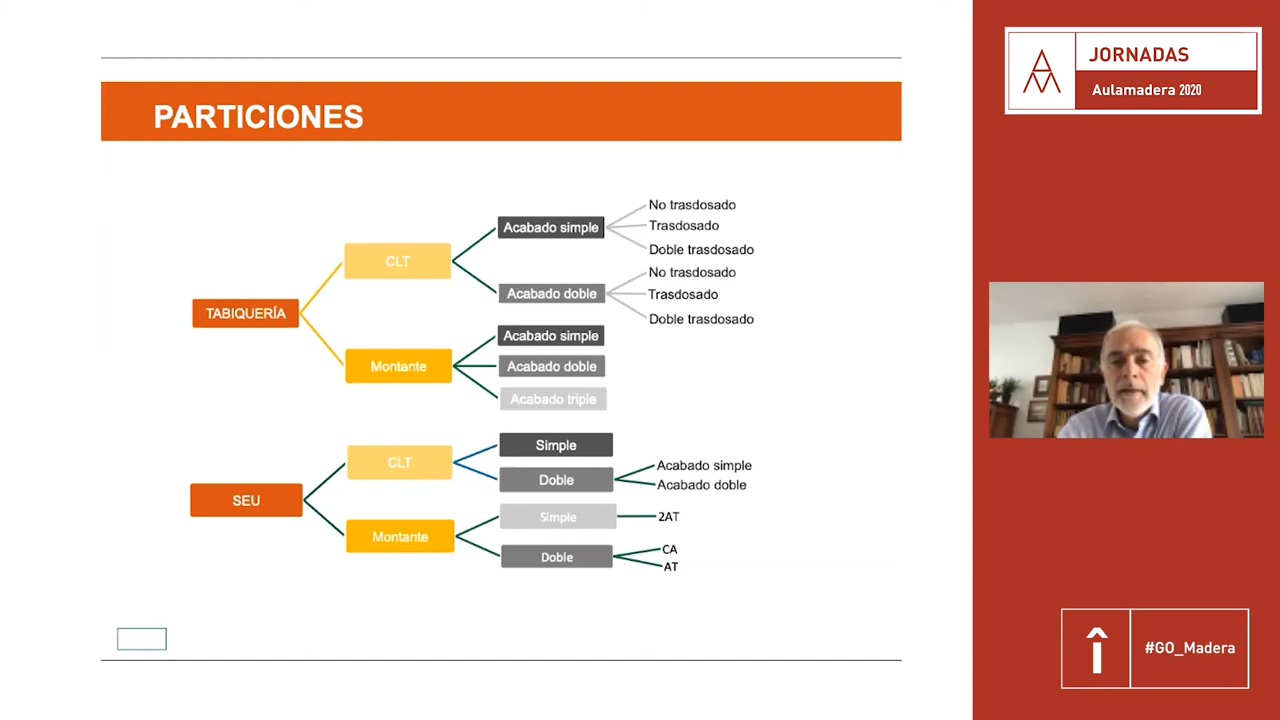 PARTICIONES
TABIQUERÍA
CLT
Acabado simple
No trasdosado
Trasdosado
Doble trasdosado
Acabado doble
No trasdosado
Trasdosado
Doble trasdosado
Montante
Acabado simple
Acabado doble
Acabado triple
SEU
CLT
Simple
Doble
Acabado simple
Acabado doble
Montante
Simple
2AT
Doble
CA
AT
JORNADAS
Aulamadera 2020
#GO_Madera